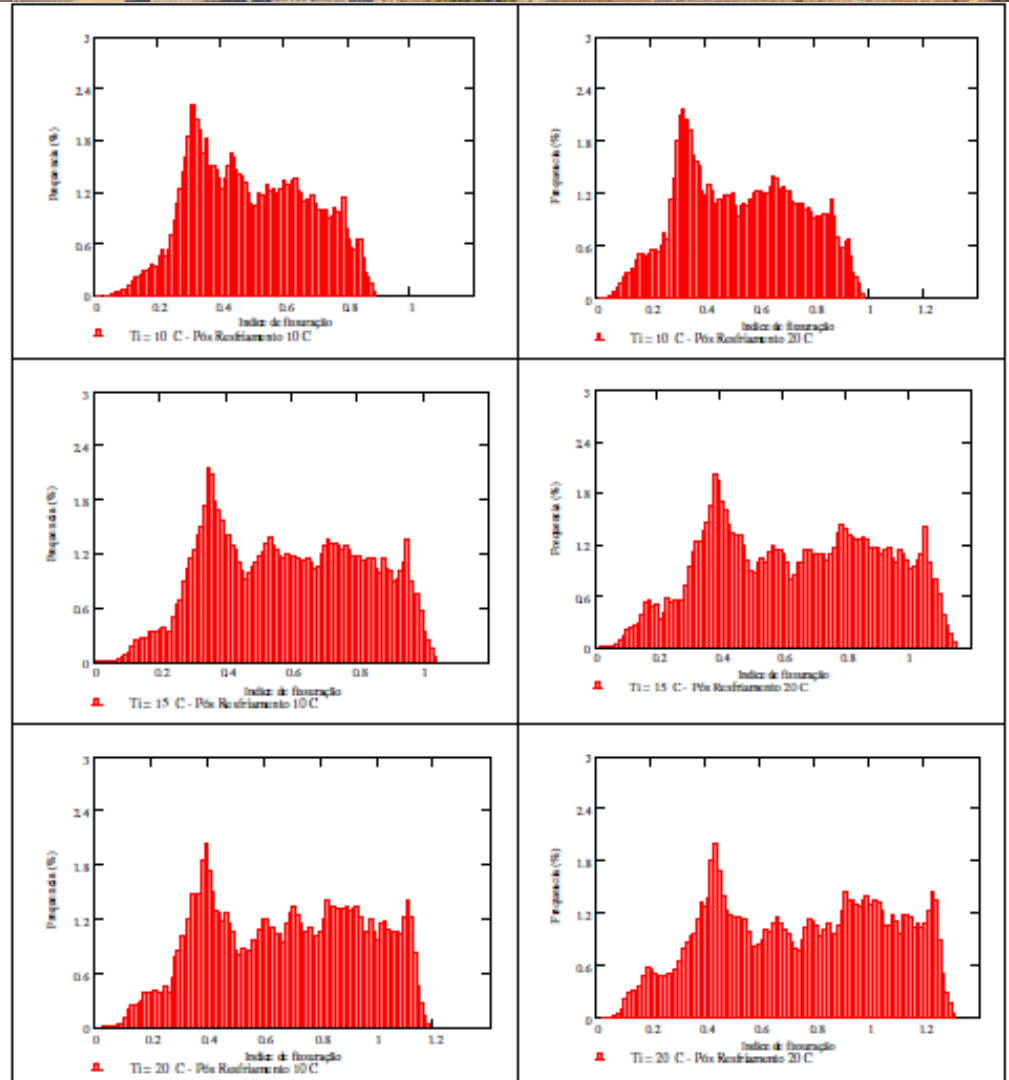 3
2.4
1.8
1.2
0.6
0
Frequencia (%)
0 0.2 0.4 0.6 0.8 1
Indice de fissuração
Ti = 10 C - Pós Resfriamento 10 C
3
2.4
1.8
1.2
0.6
0
Frequencia (%)
0 0.2 0.4 0.6 0.8 1 1.2
Indice de fissuração
Ti = 10 C - Pós Resfriamento 20 C
3
2.4
1.8
1.2
0.6
0
Frequencia (%)
0 0.2 0.4 0.6 0.8 1
Indice de fissuração
Ti = 15 C - Pós Resfriamento 10 C
3
2.4
1.8
1.2
0.6
0
Frequencia (%)
0 0.2 0.4 0.6 0.8 1
Indice de fissuração
Ti = 15 C - Pós Resfriamento 20 C
3
2.4
1.8
1.2
0.6
0
Frequencia (%)
0 0.2 0.4 0.6 0.8 1 1.2
Indice de fissuração
Ti = 20 C - Pós Resfriamento 10 C
3
2.4
1.8
1.2
0.6
0
Frequencia (%)
0 0.2 0.4 0.6 0.8 1 1.2
Indice de fissuração
Ti = 20 C - Pós Resfriamento 20 C